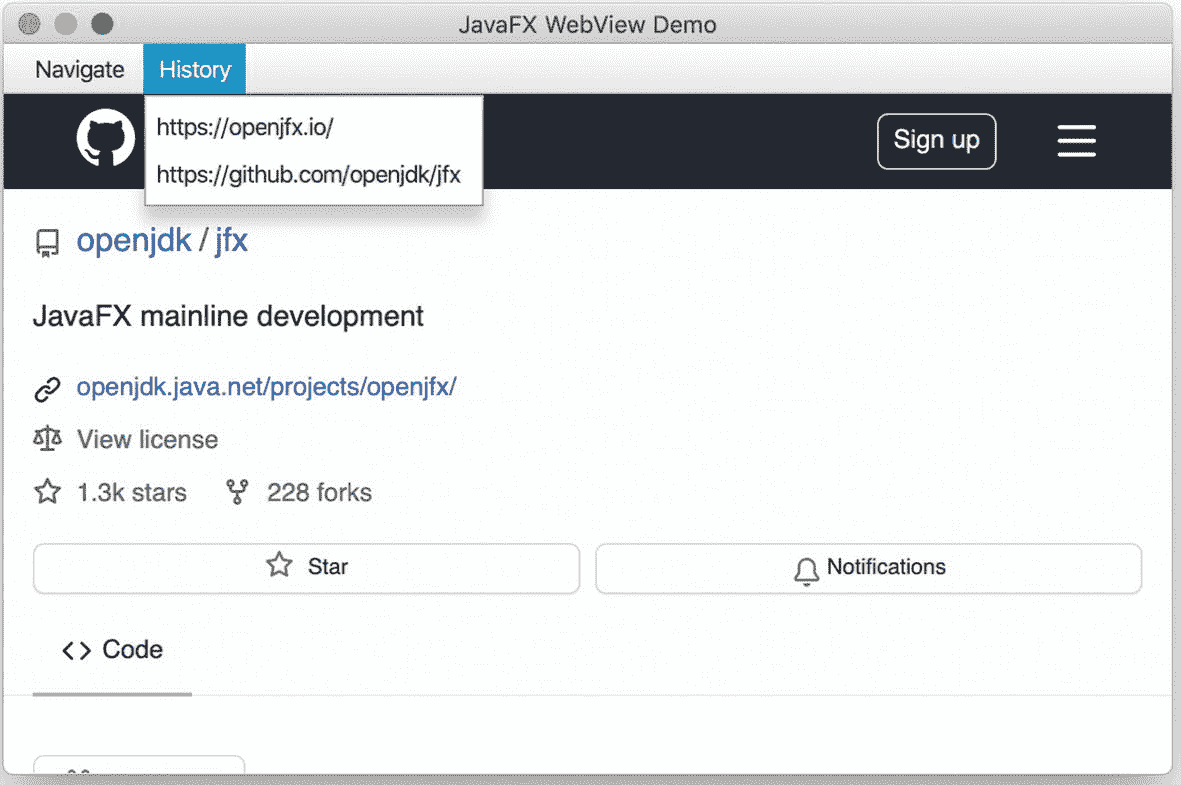 JavaFX WebView Demo
Navigate History
https://openjfx.io/
https://github.com/openjdk/jfx
Sign up
openjdk / jfx
JavaFX mainline development
openjdk.java.net/projects/openjfx/
View license
1.3k stars 228 forks
Star Notifications
Code